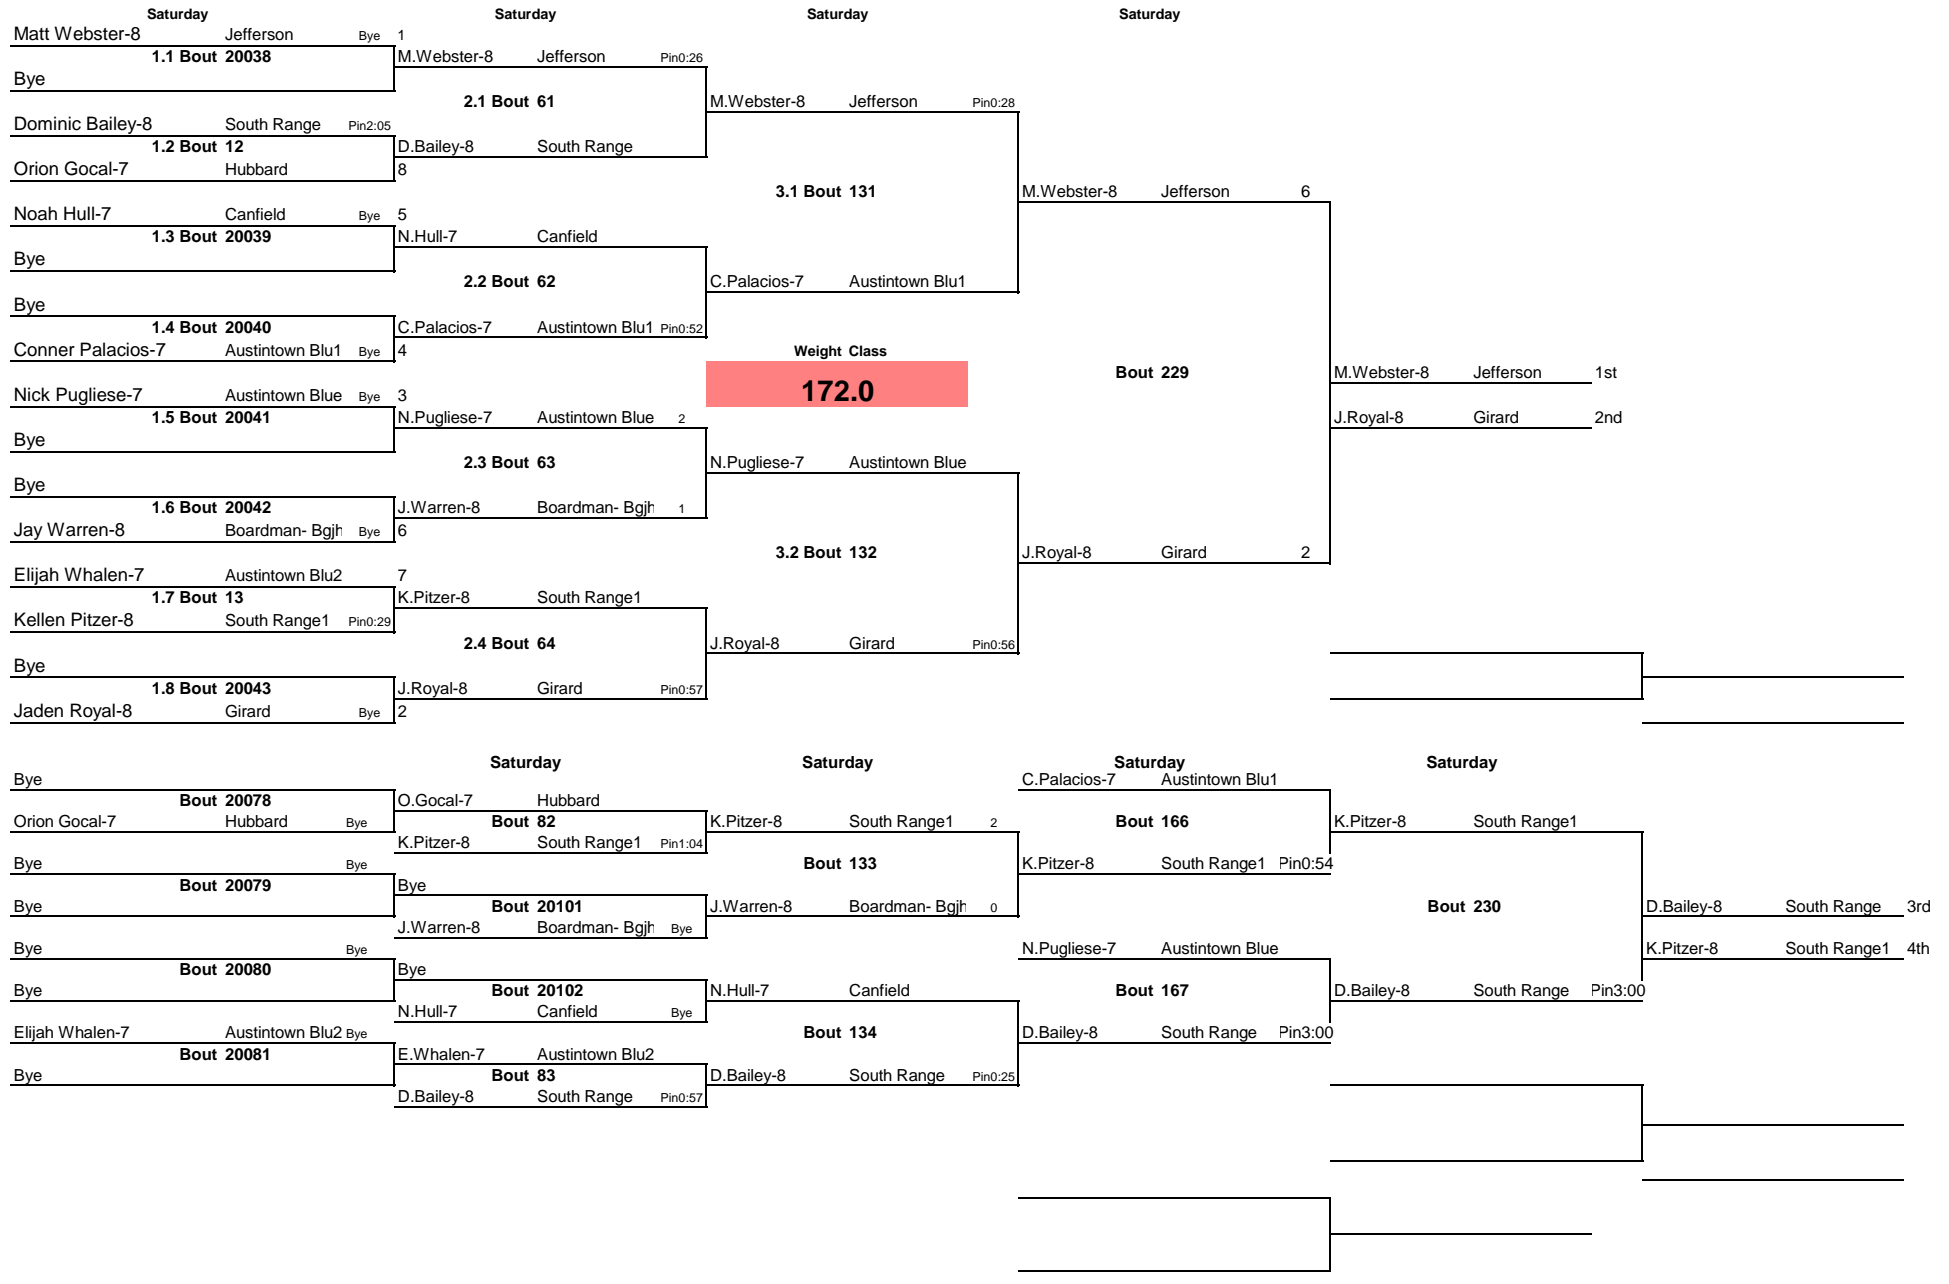 Saturday Saturday Saturday Saturday
Matt Webster-8 Jefferson Bye 1
1.1 Bout 20038 M.Webster-8 Jefferson Pin0:26
Bye
2.1 Bout 61 M.Webster-8 Jefferson Pin0:28
Dominic Bailey-8 South Range Pin2:05
1.2 Bout 12 D.Bailey-8 South Range
Orion Gocal-7 Hubbard 8
3.1 Bout 131 M.Webster-8 Jefferson 6
Noah Hull-7 Canfield Bye 5
1.3 Bout 20039 N.Hull-7 Canfield
Bye
2.2 Bout 62 C.Palacios-7 Austintown Blu1
Bye
1.4 Bout 20040 C.Palacios-7 Austintown Blu1 Pin0:52
Conner Palacios-7 Austintown Blu1 Bye 4 Weight Class
Bout 229 M.Webster-8 Jefferson 1st
Nick Pugliese-7 Austintown Blue Bye 3 172.0
1.5 Bout 20041 N.Pugliese-7 Austintown Blue 2 J.Royal-8 Girard 2nd
Bye
2.3 Bout 63 N.Pugliese-7 Austintown Blue
Bye
1.6 Bout 20042 J.Warren-8 Boardman- Bgjh 1
Jay Warren-8 Boardman- Bgjh Bye 6
3.2 Bout 132 J.Royal-8 Girard 2
Elijah Whalen-7 Austintown Blu2 7
1.7 Bout 13 K.Pitzer-8 South Range1
Kellen Pitzer-8 South Range1 Pin0:29
2.4 Bout 64 J.Royal-8 Girard Pin0:56
Bye
1.8 Bout 20043 J.Royal-8 Girard Pin0:57
Jaden Royal-8 Girard Bye 2
Saturday Saturday Saturday Saturday
Bye C.Palacios-7 Austintown Blu1
Bout 20078 O.Gocal-7 Hubbard
Orion Gocal-7 Hubbard Bye Bout 82 K.Pitzer-8 South Range1 2 Bout 166 K.Pitzer-8 South Range1
K.Pitzer-8 South Range1 Pin1:04
Bye Bye Bout 133 K.Pitzer-8 South Range1 Pin0:54
Bout 20079 Bye
Bye Bout 20101 J.Warren-8 Boardman- Bgjh 0 Bout 230 D.Bailey-8 South Range 3rd
J.Warren-8 Boardman- Bgjh Bye
Bye Bye N.Pugliese-7 Austintown Blue K.Pitzer-8 South Range1 4th
Bout 20080 Bye
Bye Bout 20102 N.Hull-7 Canfield Bout 167 D.Bailey-8 South Range Pin3:00
N.Hull-7 Canfield Bye
Elijah Whalen-7 Austintown Blu2 Bye Bout 134 D.Bailey-8 South Range Pin3:00
Bout 20081 E.Whalen-7 Austintown Blu2
Bye Bout 83 D.Bailey-8 South Range Pin0:25
D.Bailey-8 South Range Pin0:57